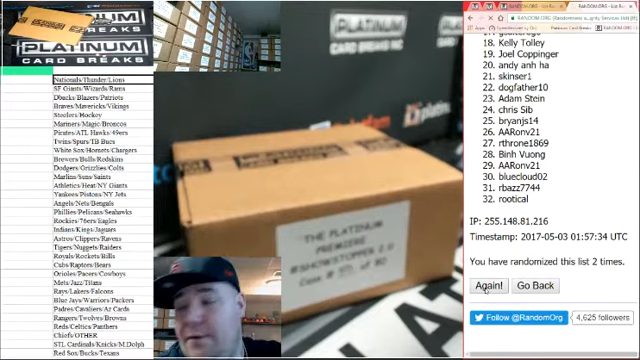 PLATINUM
CARD BREAKS
Nationals/Thunder/Lions
SF Giants/Wizards/Rams
Dbacks/Blazers/Patriots
Braves/Mavericks/Vikings
Steelers/Hockey
Mariners/Magic/Broncos
Pirates/ATL Hawks/49ers
Twins/Spurs/TB Bucs
White Sox/Hornets/Chargers
Brewers/Bulls/Redskins
Dodgers/Grizzlies/Colts
Marlins/Suns/Saints
Athletics/Heat/NY Giants
Yankees/Pistons/NY Jets
Angels/Nets/Bengals
Phillies/Pelicans/Seahawks
Rockies/76ers/Eagles
Indians/Kings/Jaguars
Astros/Clippers/Ravens
Tigers/Nuggets/Raiders
Royals/Rockets/Bills
Cubs/Raptors/Bears
Orioles/Pacers/Cowboys
Mets/Jazz/Titans
Rays/Lakers/Falcons
Blue Jays/Warriors/Packers
Padres/Cavaliers/Az Cards
Rangers/Twolves/Browns
Reds/Celtics/Panthers
Chiefs/OTHER
STL Cardinals/Knicks/M.Dolph
Red Sox/Bucks/Texans
PLATINUM
CARD BREAKS INC
THE PLATINUM
PREMIERE
18. Kelly Tolley
19. Joel Coppinger
20. andy anh ha
21. skinser1
22. dogfather10
23. Adam Stein
24. chris Sib
25. bryanjs14
26. AARonv21
27. rthrone1869
28. Binh Vuong
29. AARonv21
30. bluecloud02
31. rbazz7744
32. rootical
IP: 255.148.81.216
Timestamp: 2017-05-03 01:57:34 UTC
You have randomized this list 2 times.
Again!
Go Back
Follow @RandomOrg
4,625 followers